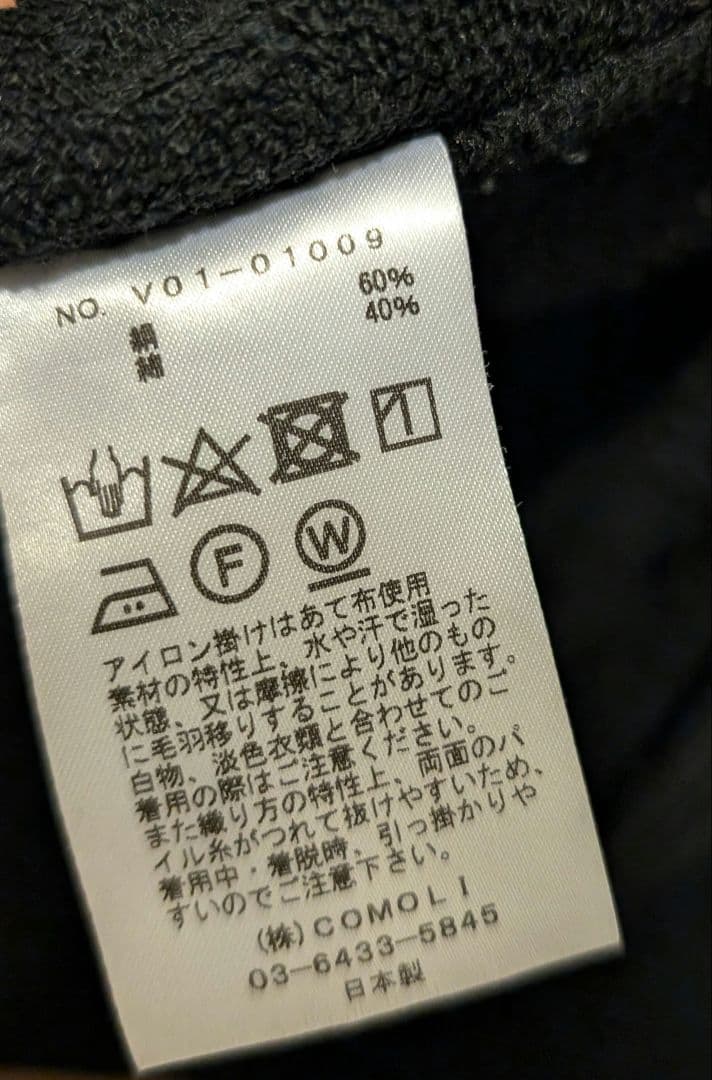 NO. V01-01009
絹 60%
綿 40%
F
W
アイロン掛けはあて布使用
素材の特性上、水や汗で湿った
状態、又は摩擦により他のもの
に毛羽移りすることがあります。
白物、淡色衣類と合わせてのご
着用の際はご注意ください。
また織り方の特性上、両面のパ
イル糸がつれて抜けやすいため、
着用中・着脱時、引っ掛かりや
すいのでご注意下さい。
(株)COMOLI
03-6433-5845
日本製